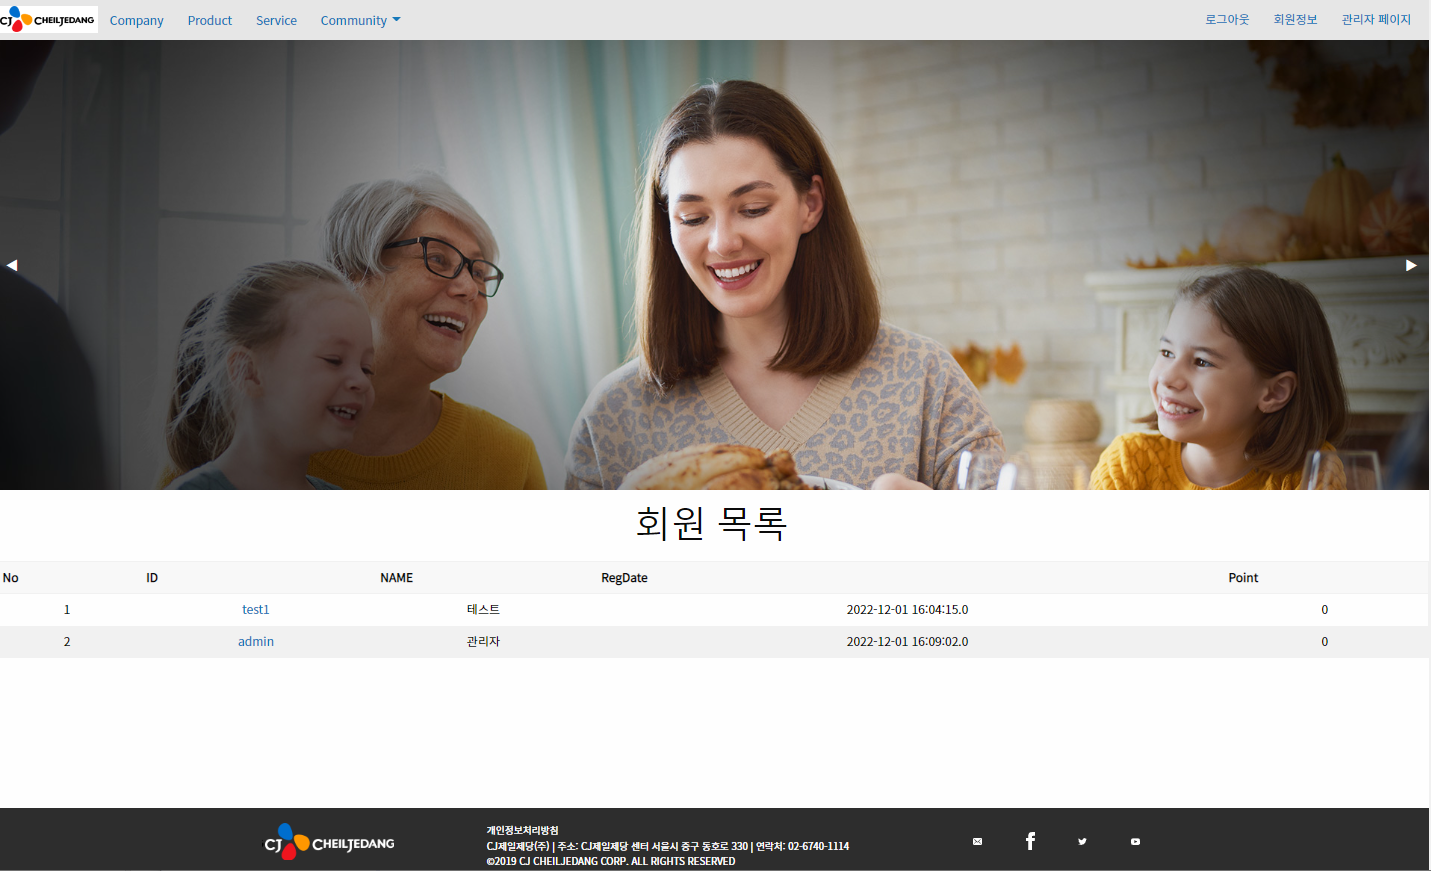 CJ CHEILJEDANG Company Product Service Community 로그아웃 회원정보 관리자 페이지
회원 목록
No ID NAME RegDate Point
1 test1 테스트 2022-12-01 16:04:15.0 0
2 admin 관리자 2022-12-01 16:09:02.0 0
CJ CHEILJEDANG
개인정보처리방침
CJ제일제당(주) | 주소: CJ제일제당 센터 서울시 중구 동호로 330 | 연락처: 02-6740-1114
©2019 CJ CHEILJEDANG CORP. ALL RIGHTS RESERVED